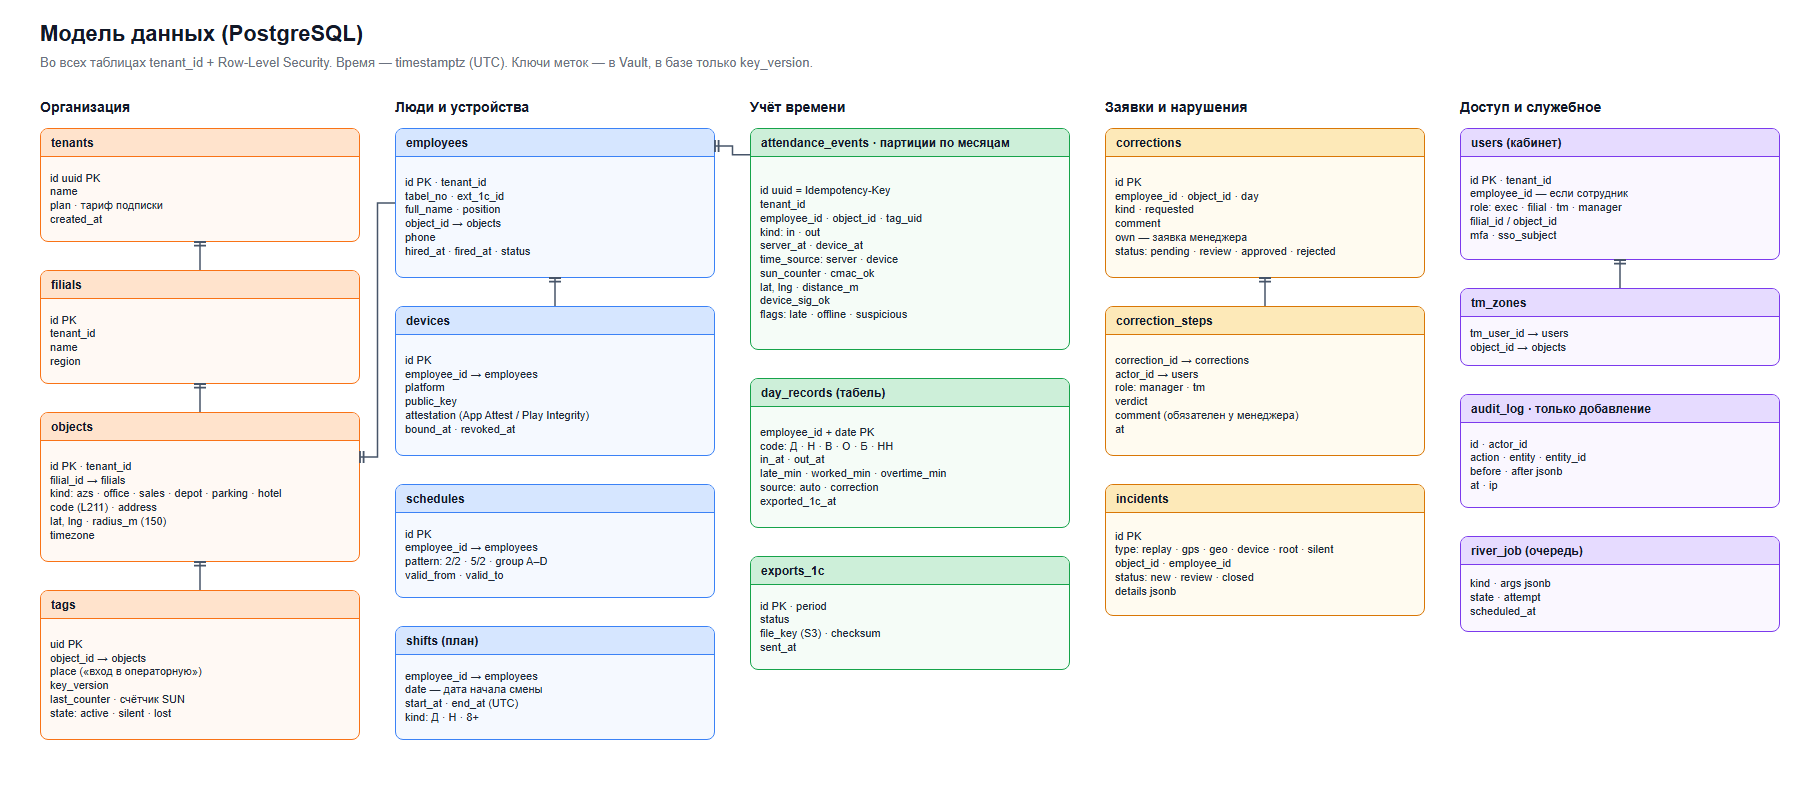 Модель данных (PostgreSQL)
Во всех таблицах tenant_id + Row-Level Security. Время — timestamptz (UTC). Ключи меток — в Vault, в базе только key_version.
Организация
tenants
id uuid PK
name
plan · тариф подписки
created_at
filials
id PK
tenant_id
name
region
objects
id PK · tenant_id
filial_id → filials
kind: azs · office · sales · depot · parking · hotel
code (L211) · address
lat, lng · radius_m (150)
timezone
tags
uid PK
object_id → objects
place («вход в операторную»)
key_version
last_counter · счётчик SUN
state: active · silent · lost
Люди и устройства
employees
id PK · tenant_id
tabel_no · ext_1c_id
full_name · position
object_id → objects
phone
hired_at · fired_at · status
devices
id PK
employee_id → employees
platform
public_key
attestation (App Attest / Play Integrity)
bound_at · revoked_at
schedules
id PK
employee_id → employees
pattern: 2/2 · 5/2 · group A–D
valid_from · valid_to
shifts (план)
employee_id → employees
date — дата начала смены
start_at · end_at (UTC)
kind: Д · Н · 8+
Учёт времени
attendance_events · партиции по месяцам
id uuid = Idempotency-Key
tenant_id
employee_id · object_id · tag_uid
kind: in · out
server_at · device_at
time_source: server · device
sun_counter · cmac_ok
lat, lng · distance_m
device_sig_ok
flags: late · offline · suspicious
day_records (табель)
employee_id + date PK
code: Д · Н · В · О · Б · НН
in_at · out_at
late_min · worked_min · overtime_min
source: auto · correction
exported_1c_at
exports_1c
id PK · period
status
file_key (S3) · checksum
sent_at
Заявки и нарушения
corrections
id PK
employee_id · object_id · day
kind · requested
comment
own — заявка менеджера
status: pending · review · approved · rejected
correction_steps
correction_id → corrections
actor_id → users
role: manager · tm
verdict
comment (обязателен у менеджера)
at
incidents
id PK
type: replay · gps · geo · device · root · silent
object_id · employee_id
status: new · review · closed
details jsonb
Доступ и служебное
users (кабинет)
id PK · tenant_id
employee_id — если сотрудник
role: exec · filial · tm · manager
filial_id / object_id
mfa · sso_subject
tm_zones
tm_user_id → users
object_id → objects
audit_log · только добавление
id · actor_id
action · entity · entity_id
before · after jsonb
at · ip
river_job (очередь)
kind · args jsonb
state · attempt
scheduled_at